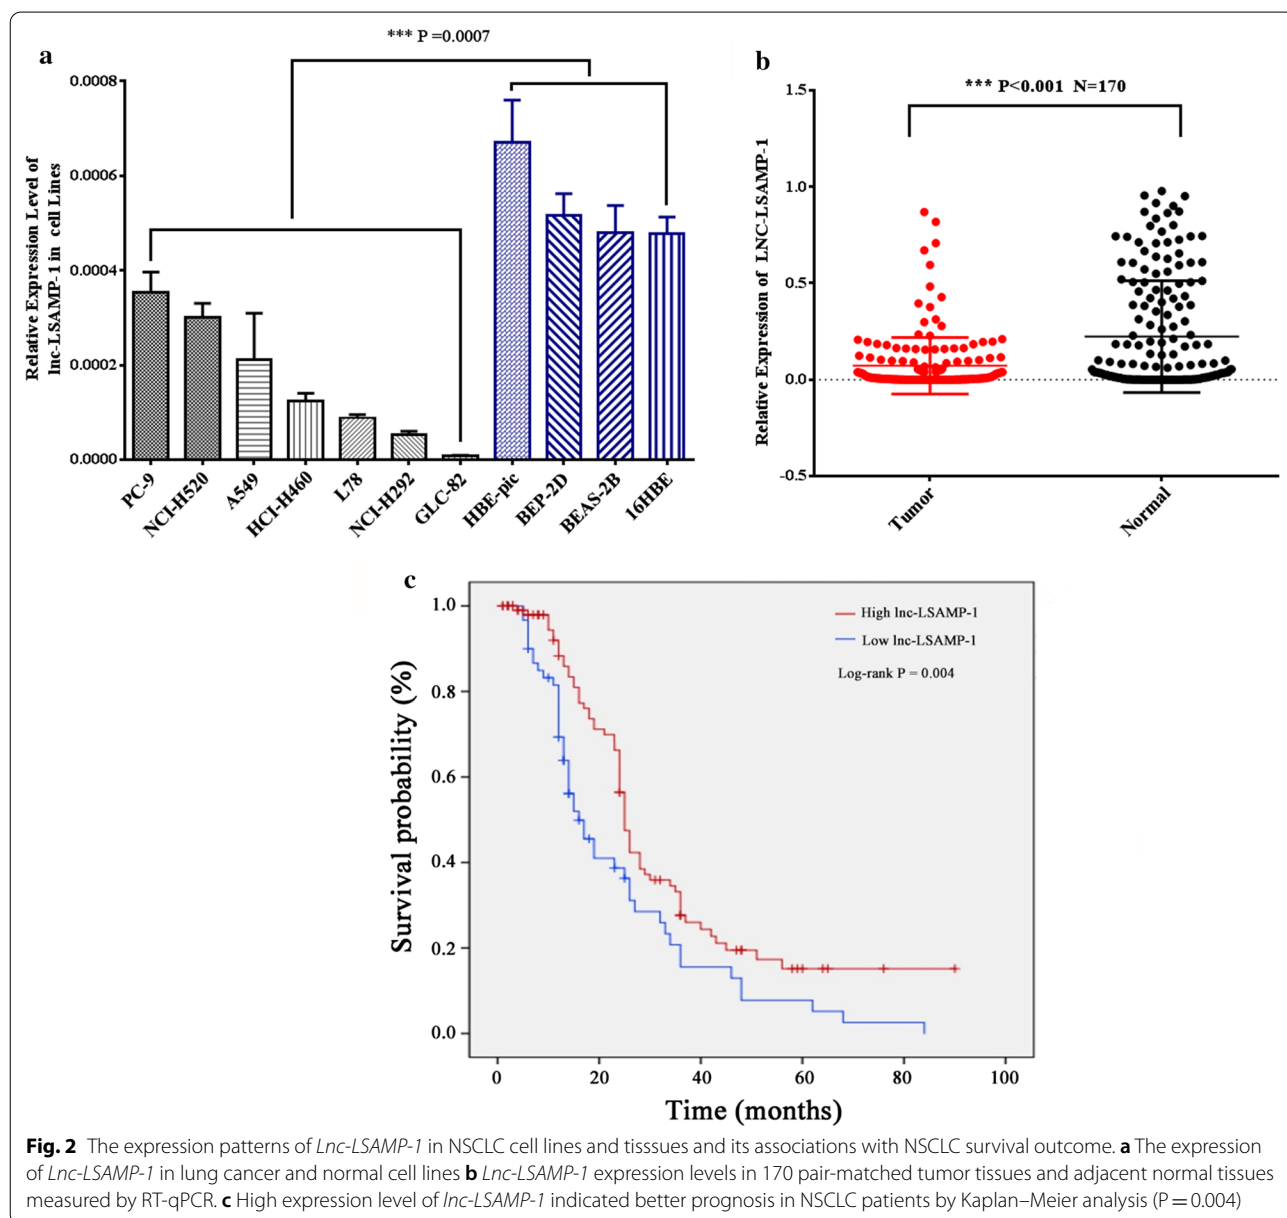 a
*** P =0.0007
Relative Expression Level of
lnc-LSAMP-1 in cell Lines
0.0008
0.0006
0.0004
0.0002
0.0000
PC-9
NCI-H520
A549
HCI-H460
L78
NCI-H292
GLC-82
HBE-pic
BEP-2D
BEAS-2B
16HBE
b
*** P<0.001 N=170
Relative Expression of LNC-LSAMP-1
1.5
1.0
0.5
0.0
-0.5
Tumor
Normal
c
Survival probability (%)
1.0
0.8
0.6
0.4
0.2
0.0
High lnc-LSAMP-1
Low lnc-LSAMP-1
Log-rank P = 0.004
0 20 40 60 80 100
Time (months)
Fig. 2 The expression patterns of Lnc-LSAMP-1 in NSCLC cell lines and tisssues and its associations with NSCLC survival outcome. a The expression
of Lnc-LSAMP-1 in lung cancer and normal cell lines b Lnc-LSAMP-1 expression levels in 170 pair-matched tumor tissues and adjacent normal tissues
measured by RT-qPCR. c High expression level of lnc-LSAMP-1 indicated better prognosis in NSCLC patients by Kaplan–Meier analysis (P = 0.004)